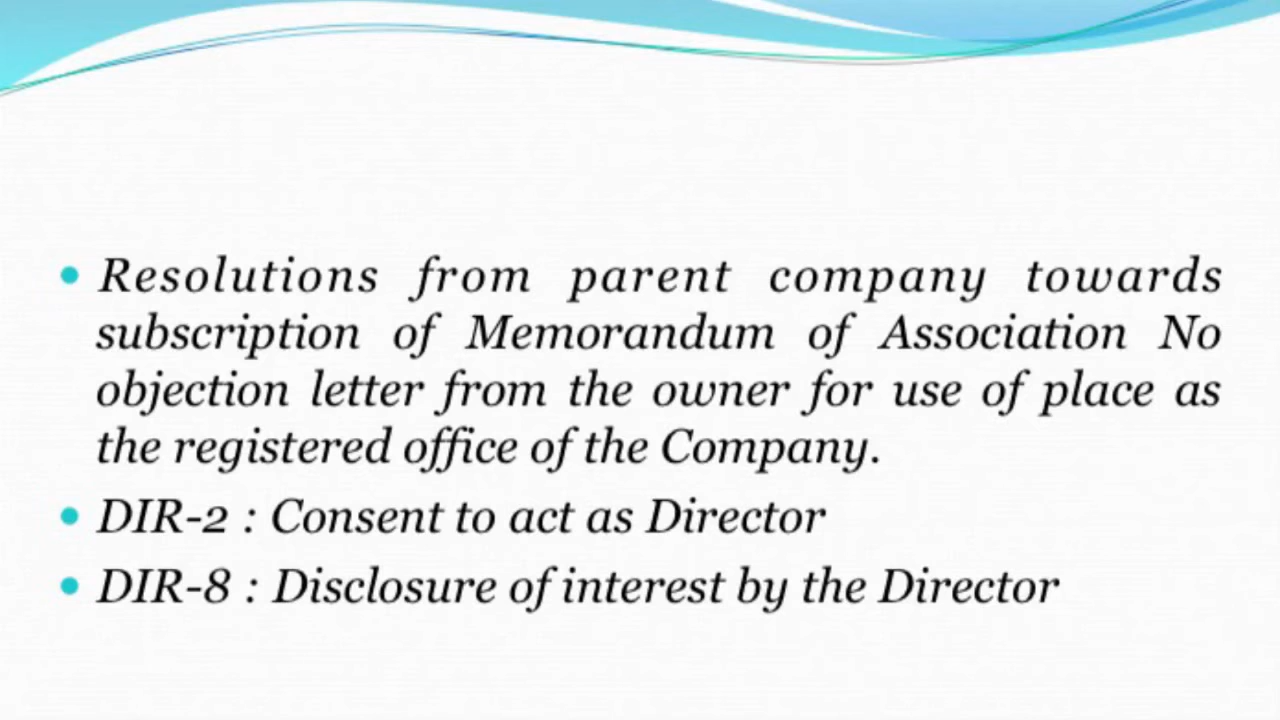 • Resolutions from parent company towards
subscription of Memorandum of Association No
objection letter from the owner for use of place as
the registered office of the Company.
• DIR-2 : Consent to act as Director
• DIR-8 : Disclosure of interest by the Director